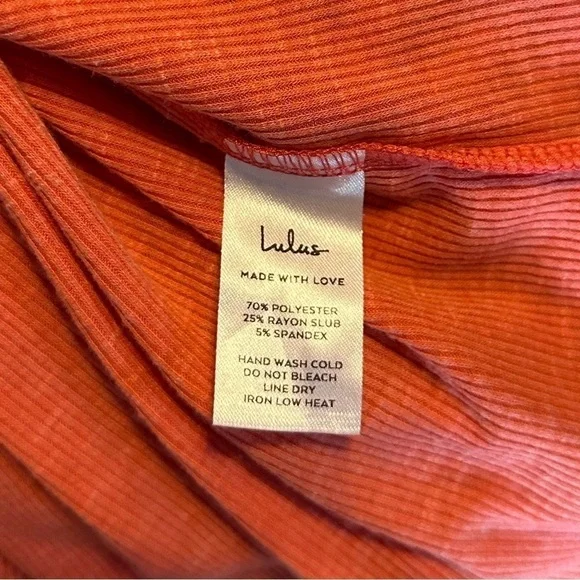 Lulus
MADE WITH LOVE
70% POLYESTER
25% RAYON SLUB
5% SPANDEX
HAND WASH COLD
DO NOT BLEACH
LINE DRY
IRON LOW HEAT